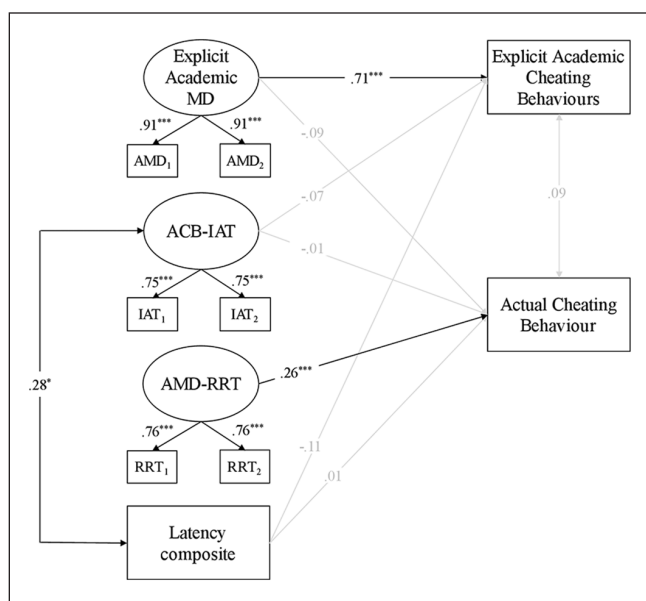 Explicit
Academic
MD
.91***
.91***
AMD1
AMD2
.71***
Explicit Academic
Cheating
Behaviours
-.09
-.07
-.01
.09
ACB-IAT
.75***
.75***
IAT1
IAT2
Actual Cheating
Behaviour
AMD-RRT
.26***
.28*
.76***
.76***
RRT1
RRT2
-.11
.01
Latency
composite